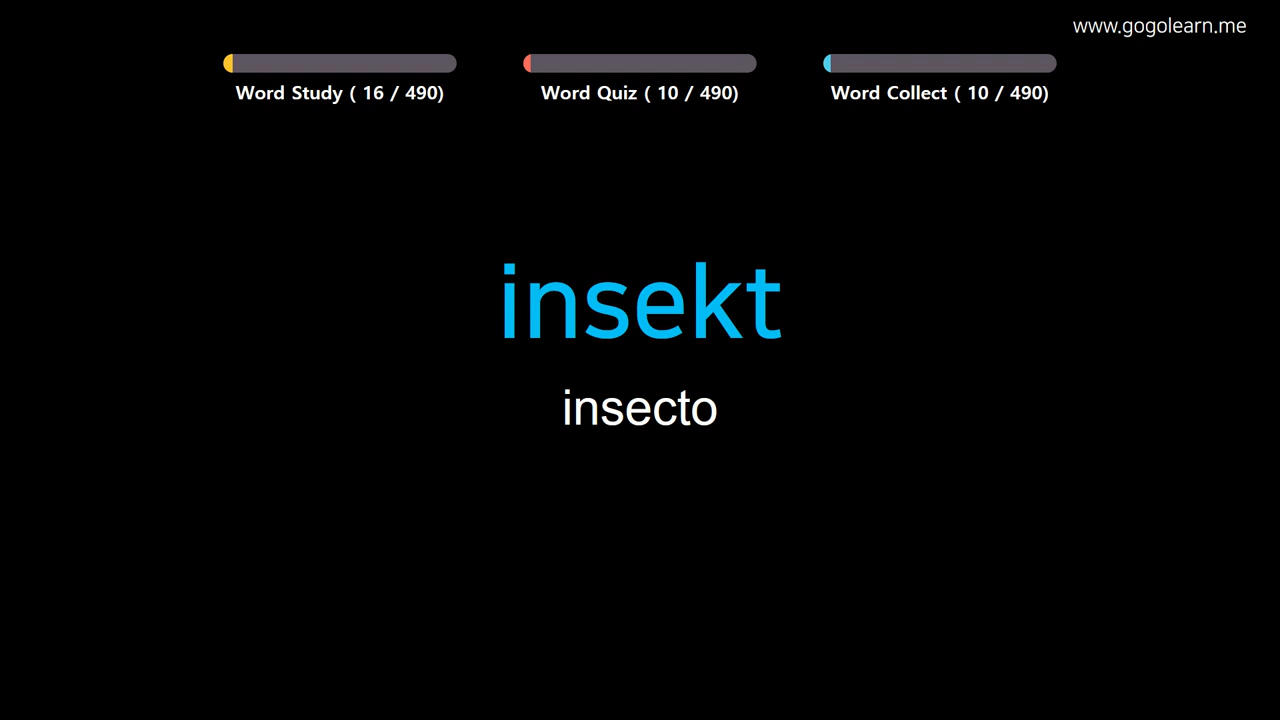 www.gogolearn.me
Word Study ( 16 / 490)
Word Quiz ( 10 / 490)
Word Collect ( 10 / 490)
insekt
insecto